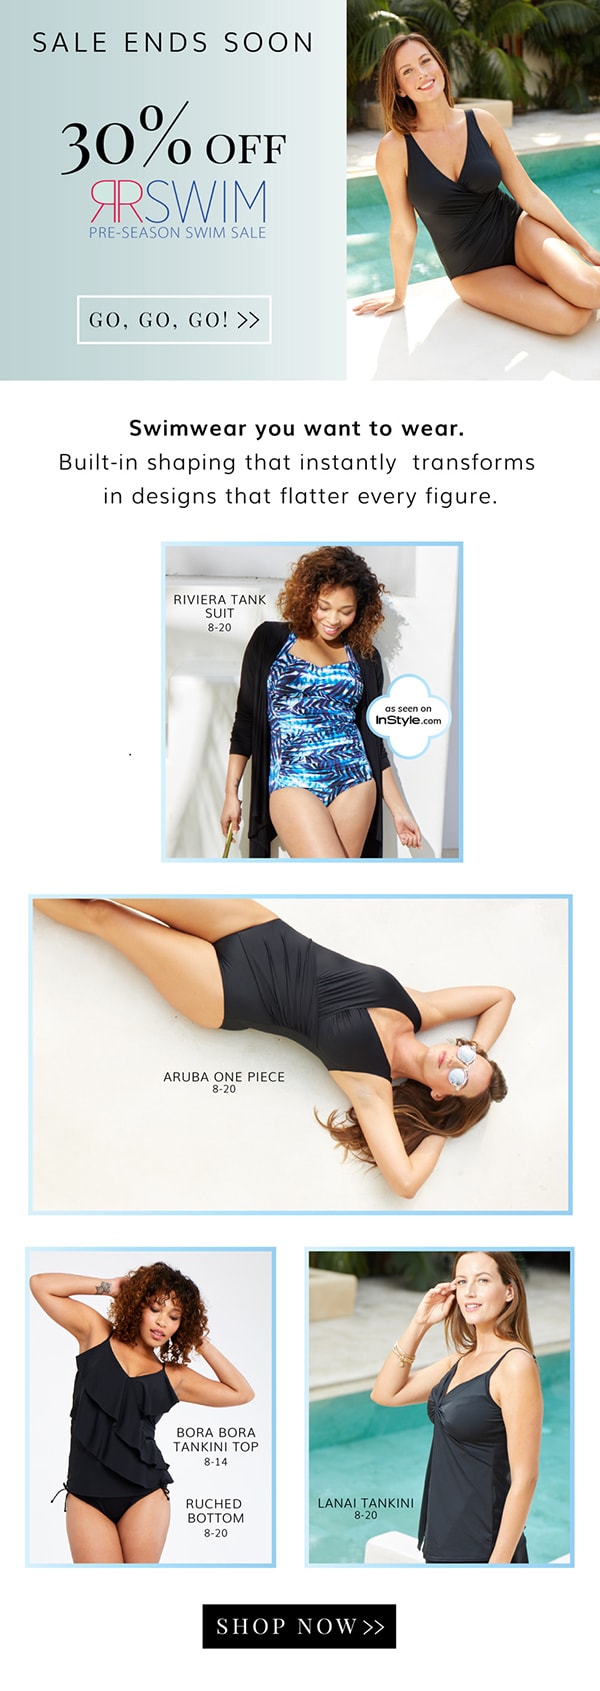 SALE ENDS SOON
30% OFF
RRSWIM
PRE-SEASON SWIM SALE
GO, GO, GO! >>
Swimwear you want to wear.
Built-in shaping that instantly transforms
in designs that flatter every figure.
RIVIERA TANK
SUIT
8-20
as seen on
InStyle.com
ARUBA ONE PIECE
8-20
BORA BORA
TANKINI TOP
8-14
RUCHED
BOTTOM
8-20
LANAI TANKINI
8-20
SHOP NOW >>